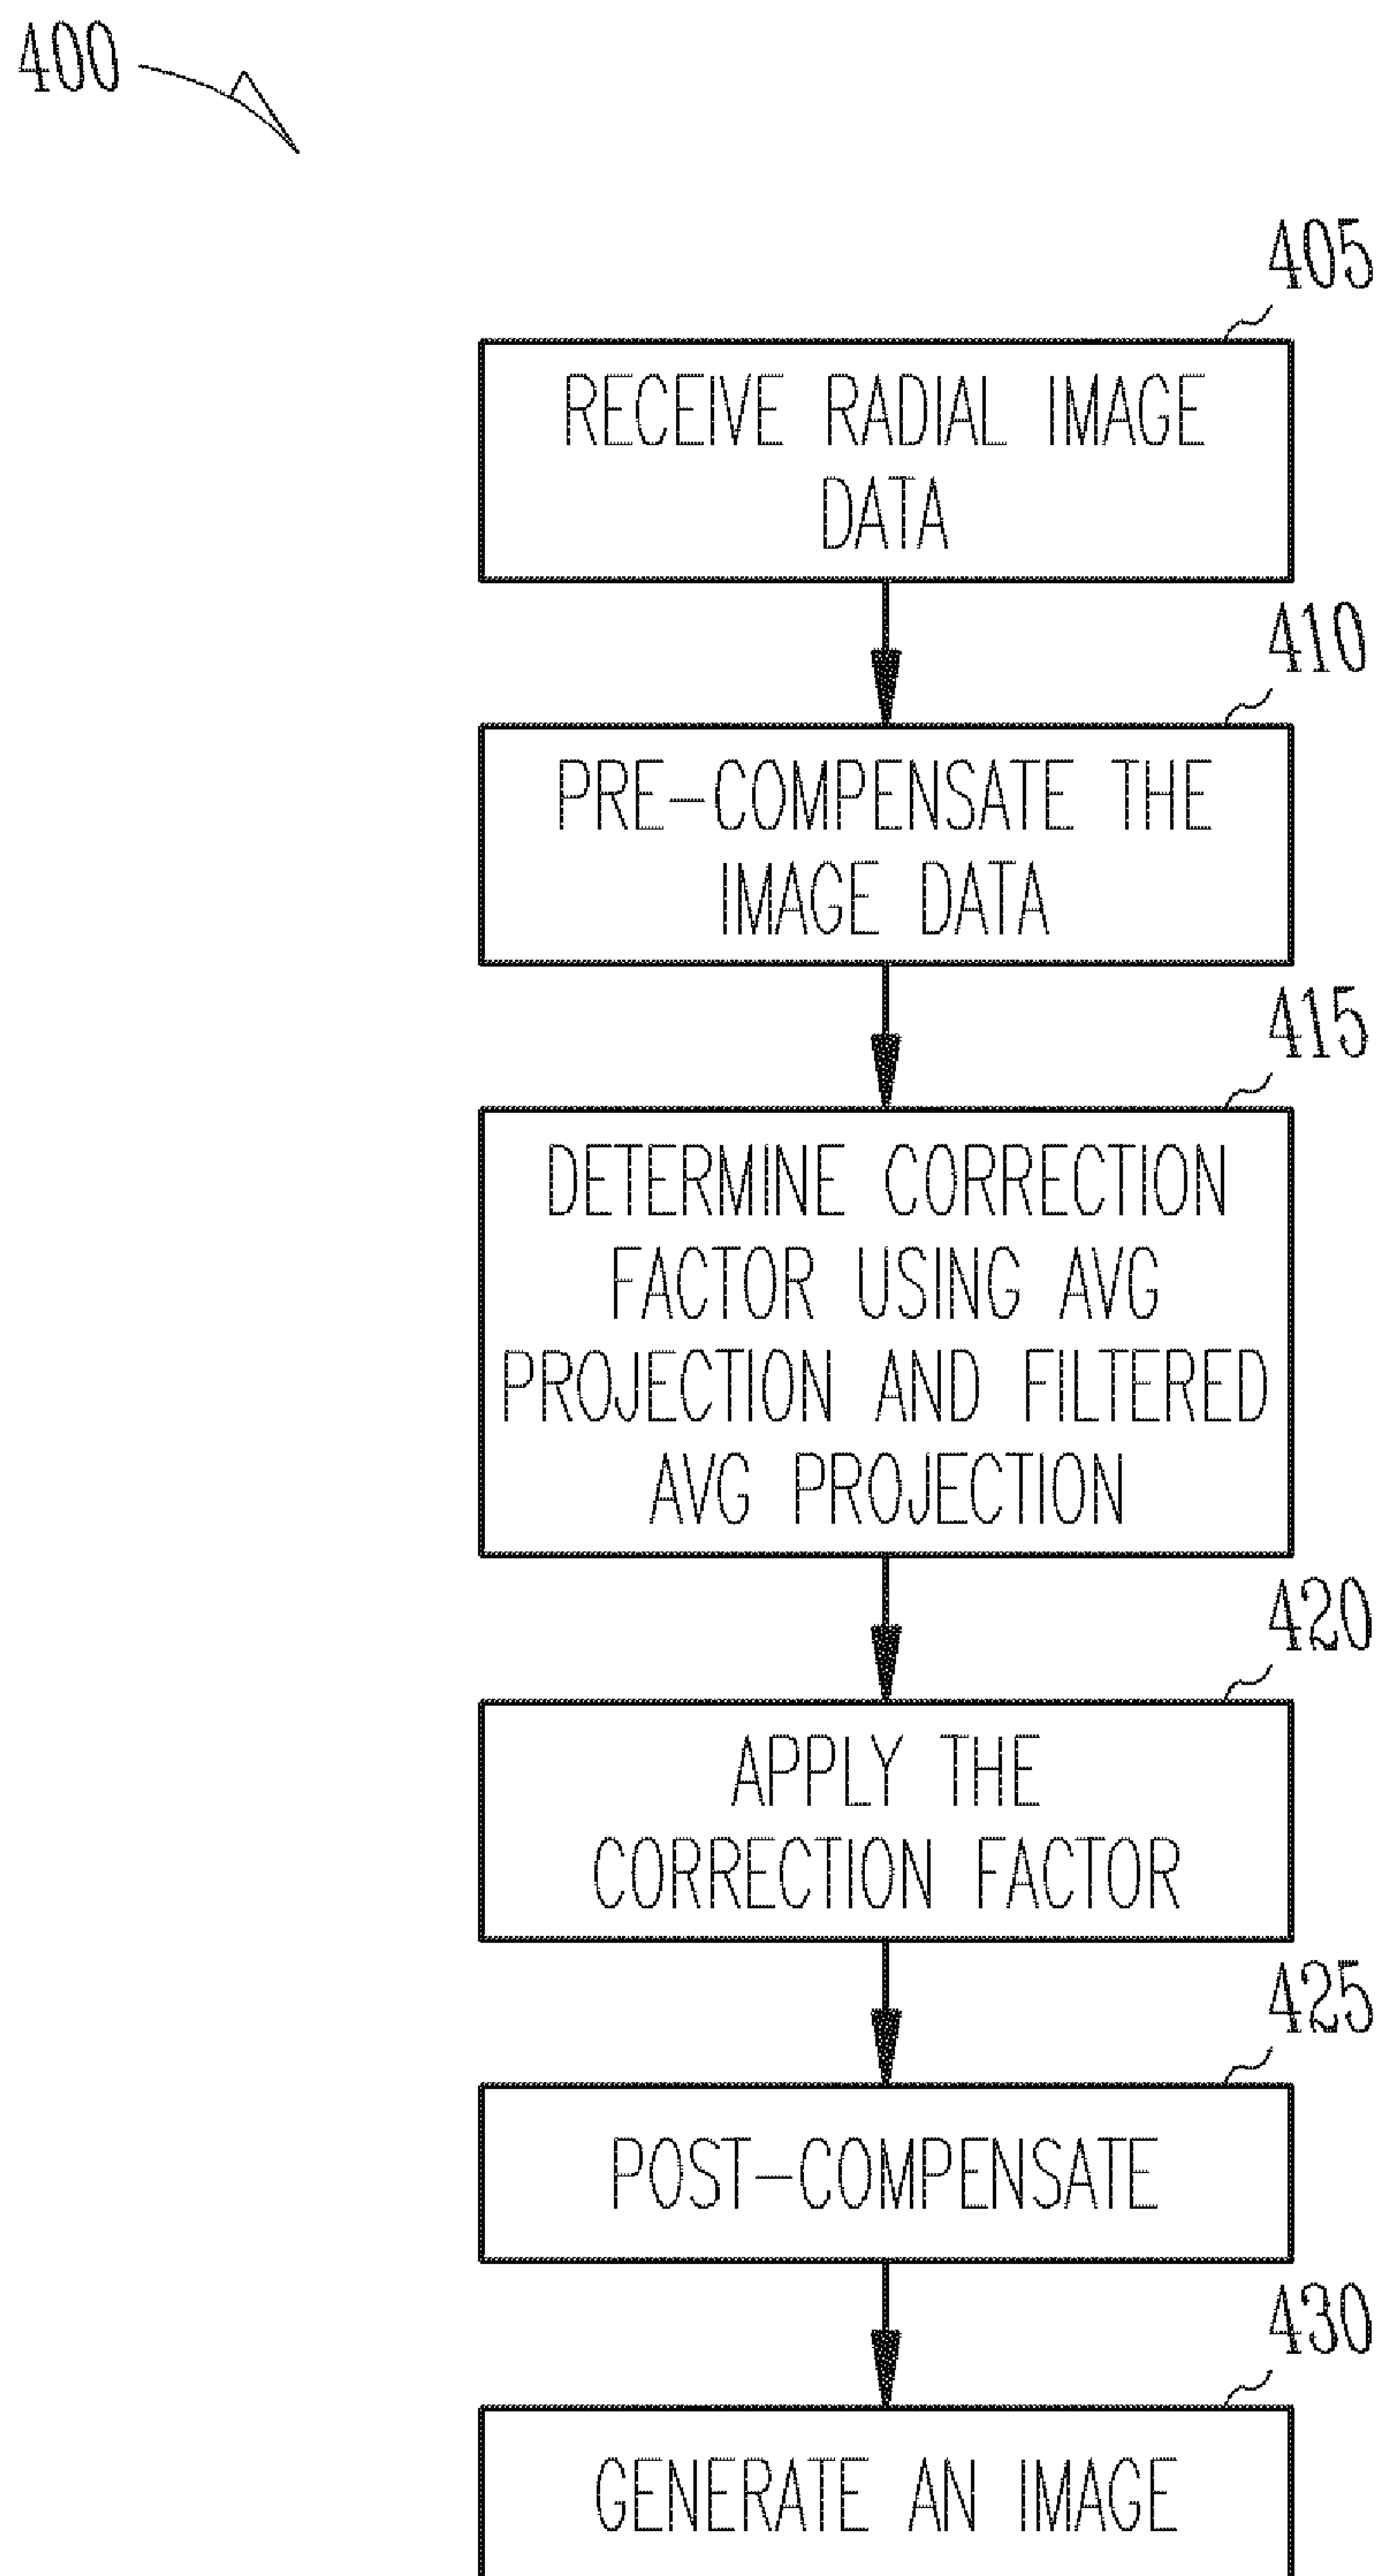 400
405
RECEIVE RADIAL IMAGE
DATA
410
PRE-COMPENSATE THE
IMAGE DATA
415
DETERMINE CORRECTION
FACTOR USING AVG
PROJECTION AND FILTERED
AVG PROJECTION
420
APPLY THE
CORRECTION FACTOR
425
POST-COMPENSATE
430
GENERATE AN IMAGE